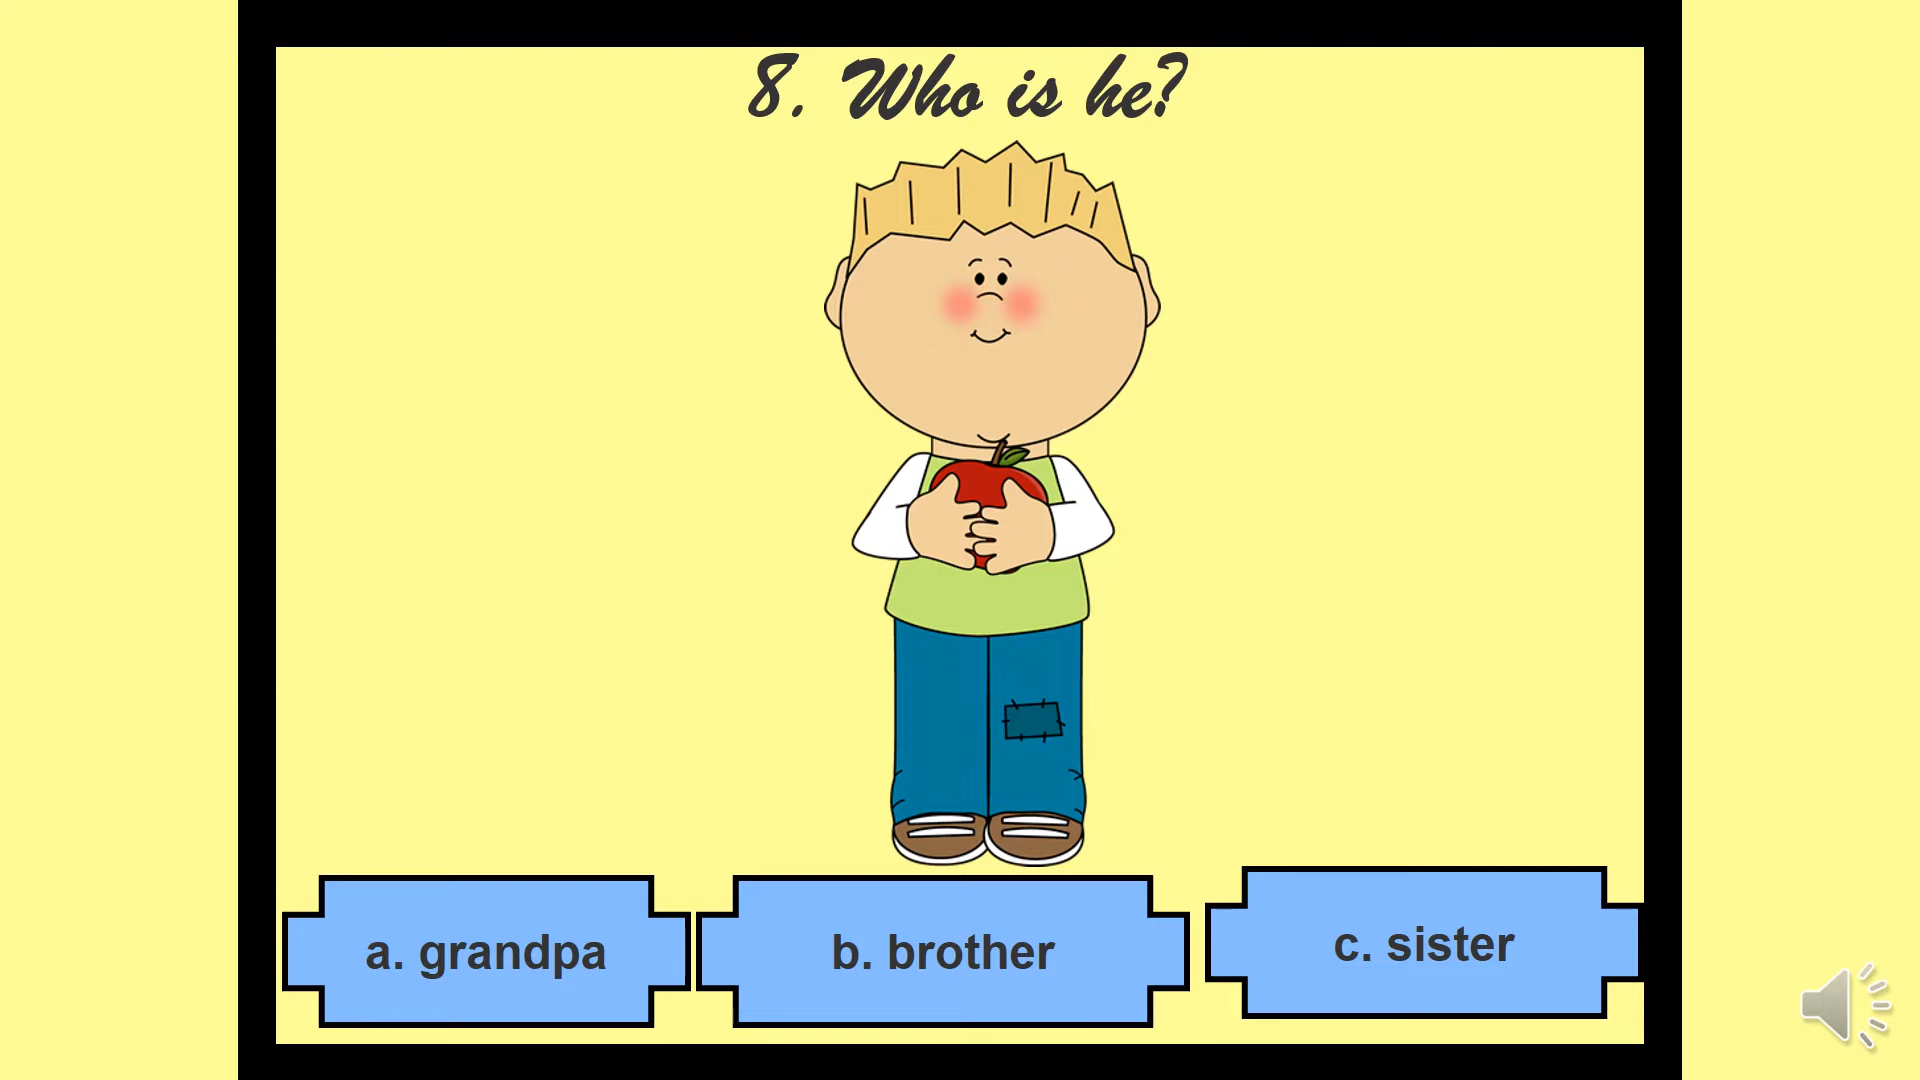 8. Who is he?
a. grandpa
b. brother
c. sister